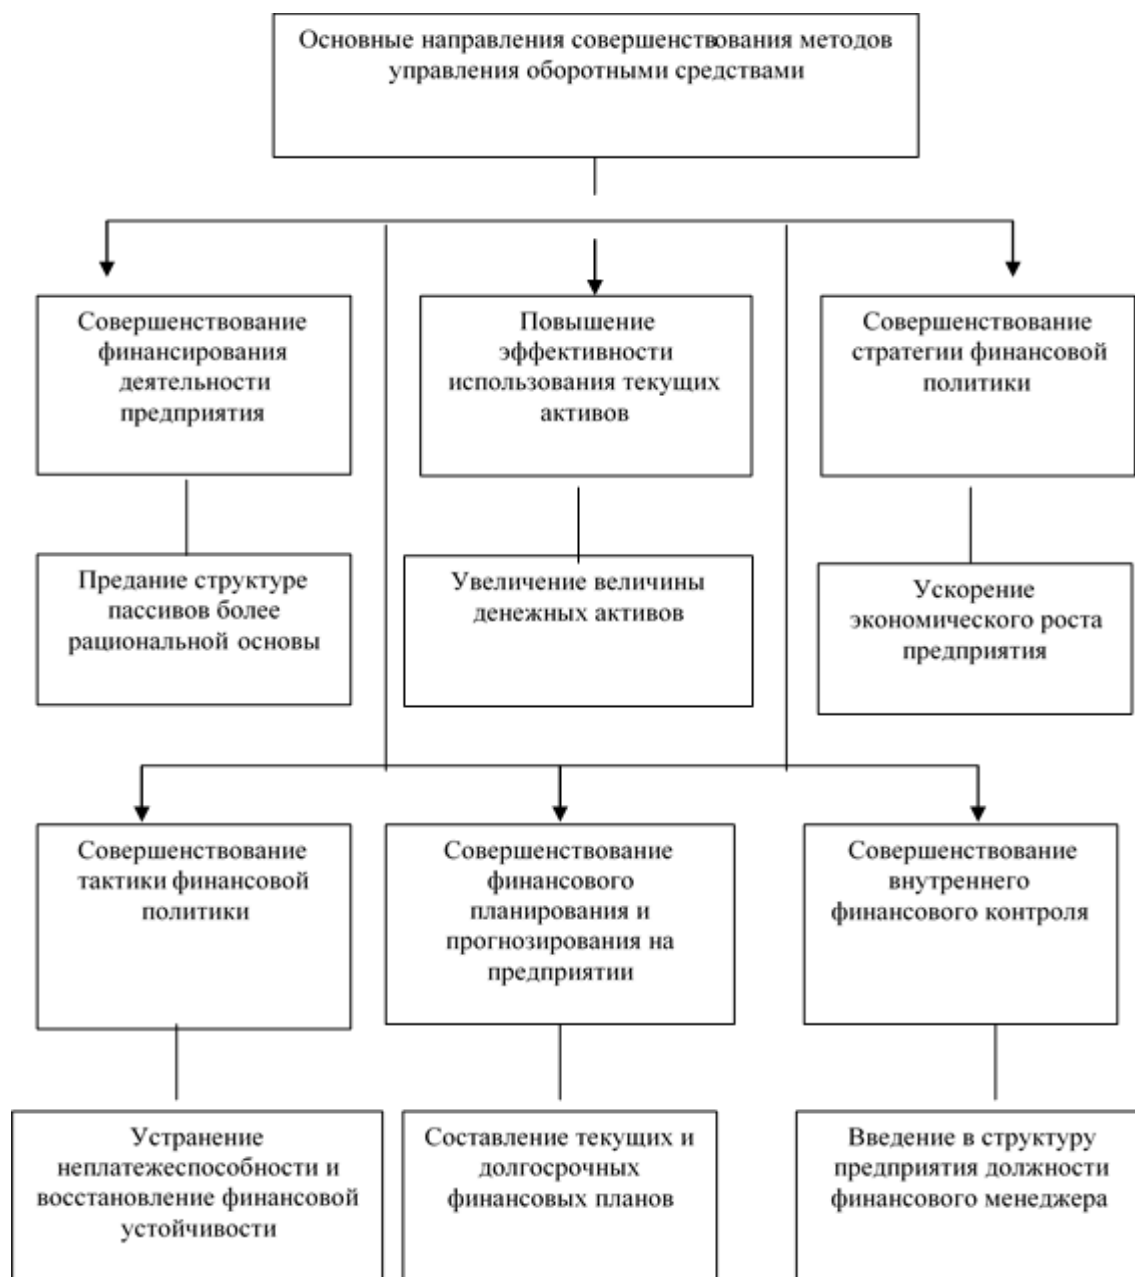 Основные направления совершенствования методов
управления оборотными средствами
Совершенствование
финансирования
деятельности
предприятия
Повышение
эффективности
использования текущих
активов
Совершенствование
стратегии финансовой
политики
Предание структуре
пассивов более
рациональной основы
Увеличение величины
денежных активов
Ускорение
экономического роста
предприятия
Совершенствование
тактики финансовой
политики
Совершенствование
финансового
планирования и
прогнозирования на
предприятии
Совершенствование
внутреннего
финансового контроля
Устранение
неплатежеспособности и
восстановление финансовой
устойчивости
Составление текущих и
долгосрочных
финансовых планов
Введение в структуру
предприятия должности
финансового менеджера